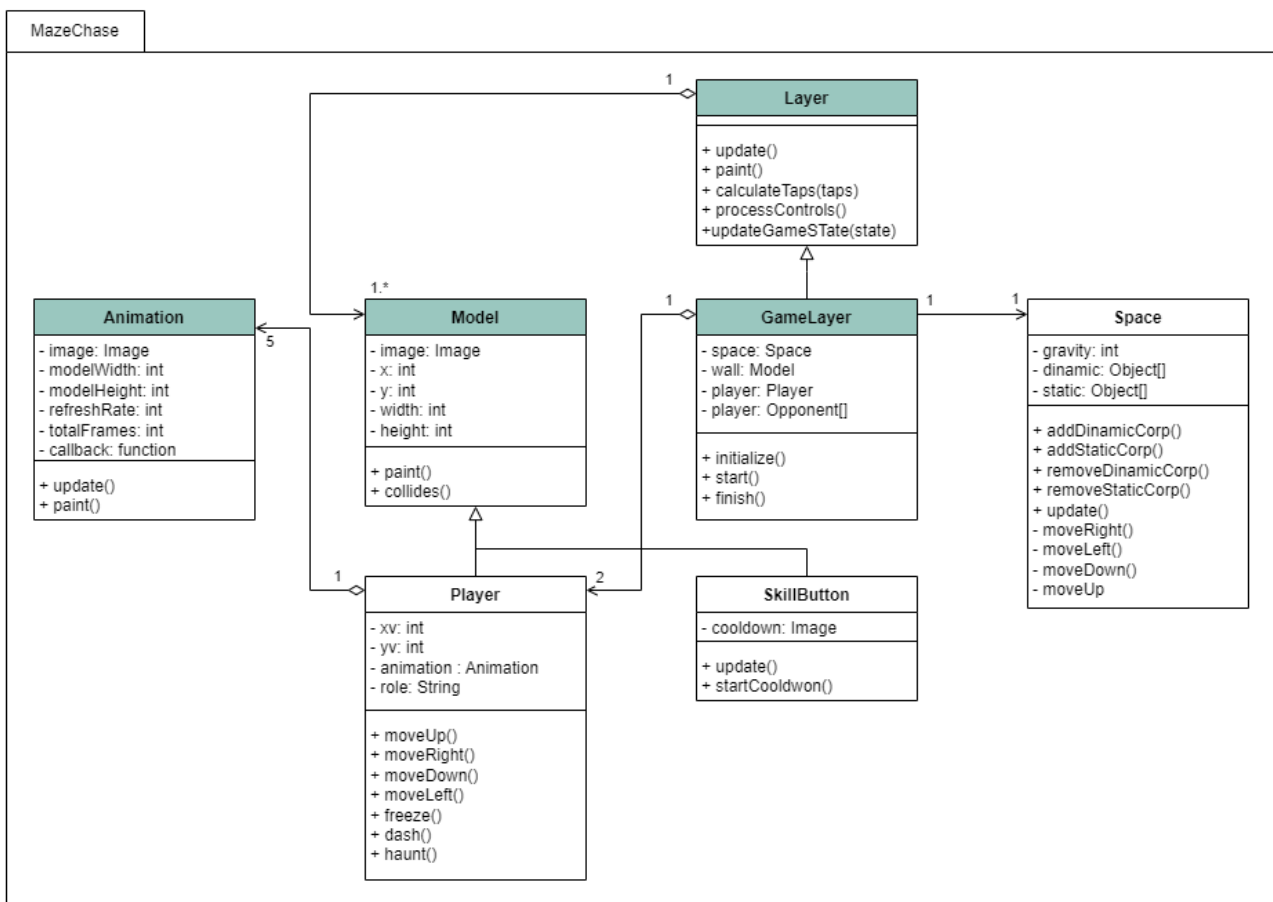 MazeChase
1
Layer
+ update()
+ paint()
+ calculateTaps(taps)
+ processControls()
+updateGameSTate(state)
Animation
- image: Image
- modelWidth: int
- modelHeight: int
- refreshRate: int
- totalFrames: int
- callback: function
+ update()
+ paint()
5
1.*
Model
- image: Image
- x: int
- y: int
- width: int
- height: int
+ paint()
+ collides()
1
GameLayer
- space: Space
- wall: Model
- player: Player
- player: Opponent[]
+ initialize()
+ start()
+ finish()
1
1
Space
- gravity: int
- dinamic: Object[]
- static: Object[]
+ addDinamicCorp()
+ addStaticCorp()
+ removeDinamicCorp()
+ removeStaticCorp()
+ update()
- moveRight()
- moveLeft()
- moveDown()
- moveUp
1
Player
- xv: int
- yv: int
- animation : Animation
- role: String
+ moveUp()
+ moveRight()
+ moveDown()
+ moveLeft()
+ freeze()
+ dash()
+ haunt()
2
SkillButton
- cooldown: Image
+ update()
+ startCooldwon()